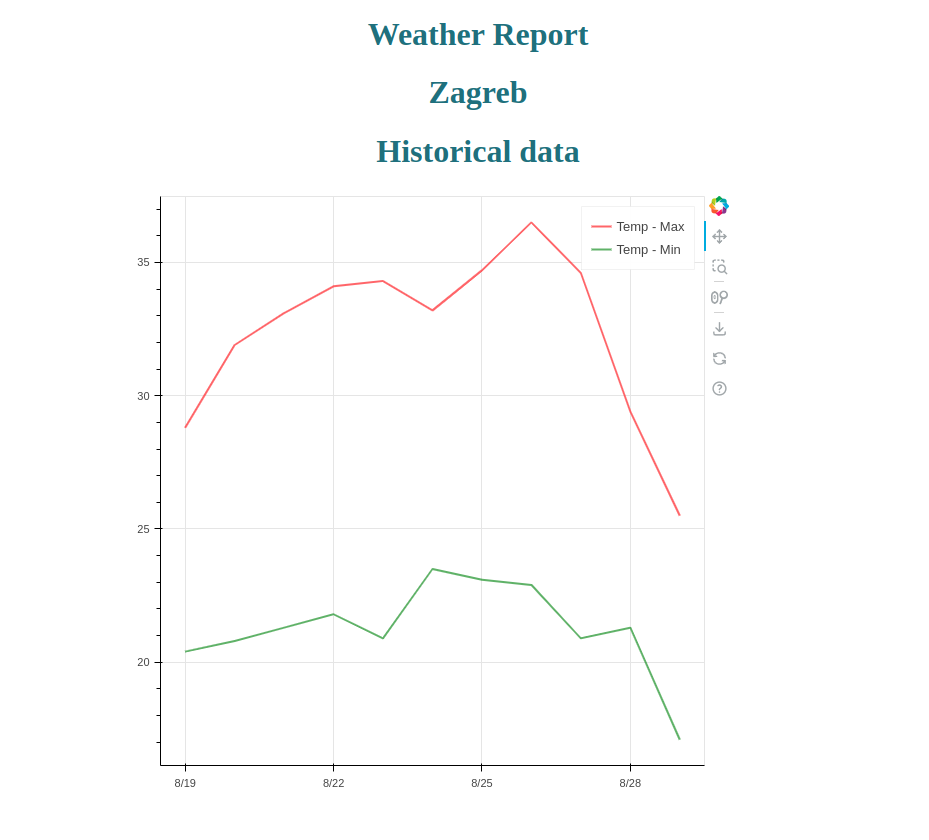 Weather Report
Zagreb
Historical data
Temp - Max
Temp - Min
35
30
25
20
8/19
8/22
8/25
8/28